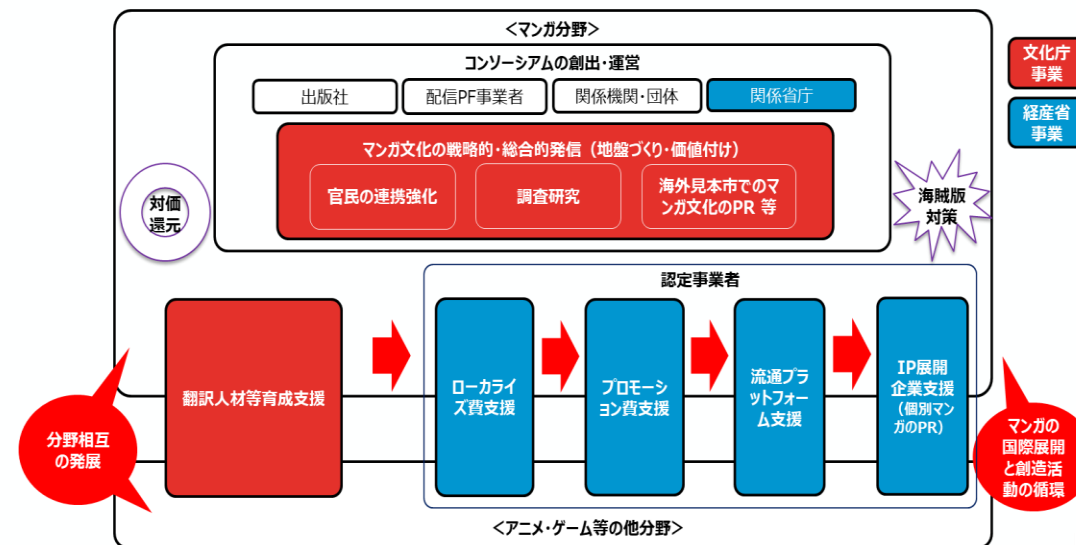 <マンガ分野>
コンソーシアムの創出・運営
出版社
配信PF事業者
関係機関・団体
関係省庁
文化庁
事業
経産省
事業
マンガ文化の戦略的・総合的発信（地盤づくり・価値付け）
官民の連携強化
調査研究
海外見本市でのマ
ンガ文化のPR 等
対価
還元
海賊版
対策
認定事業者
翻訳人材等育成支援
ローカライ
ズ費支援
プロモーシ
ョン費支援
流通プラ
ットフォー
ム支援
IP展開
企業支援
（個別マン
ガのPR）
分野相互
の発展
マンガの
国際展開
と創造活
動の循環
<アニメ・ゲーム等の他分野>